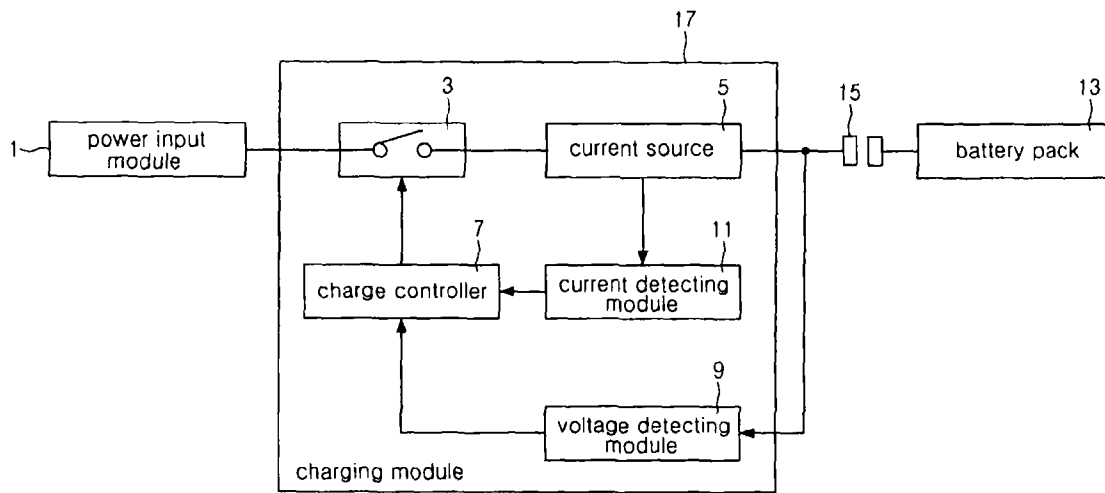 17
3
5
15
13
1
power input
module
current source
battery pack
7
11
charge controller
current detecting
module
9
voltage detecting
module
charging module